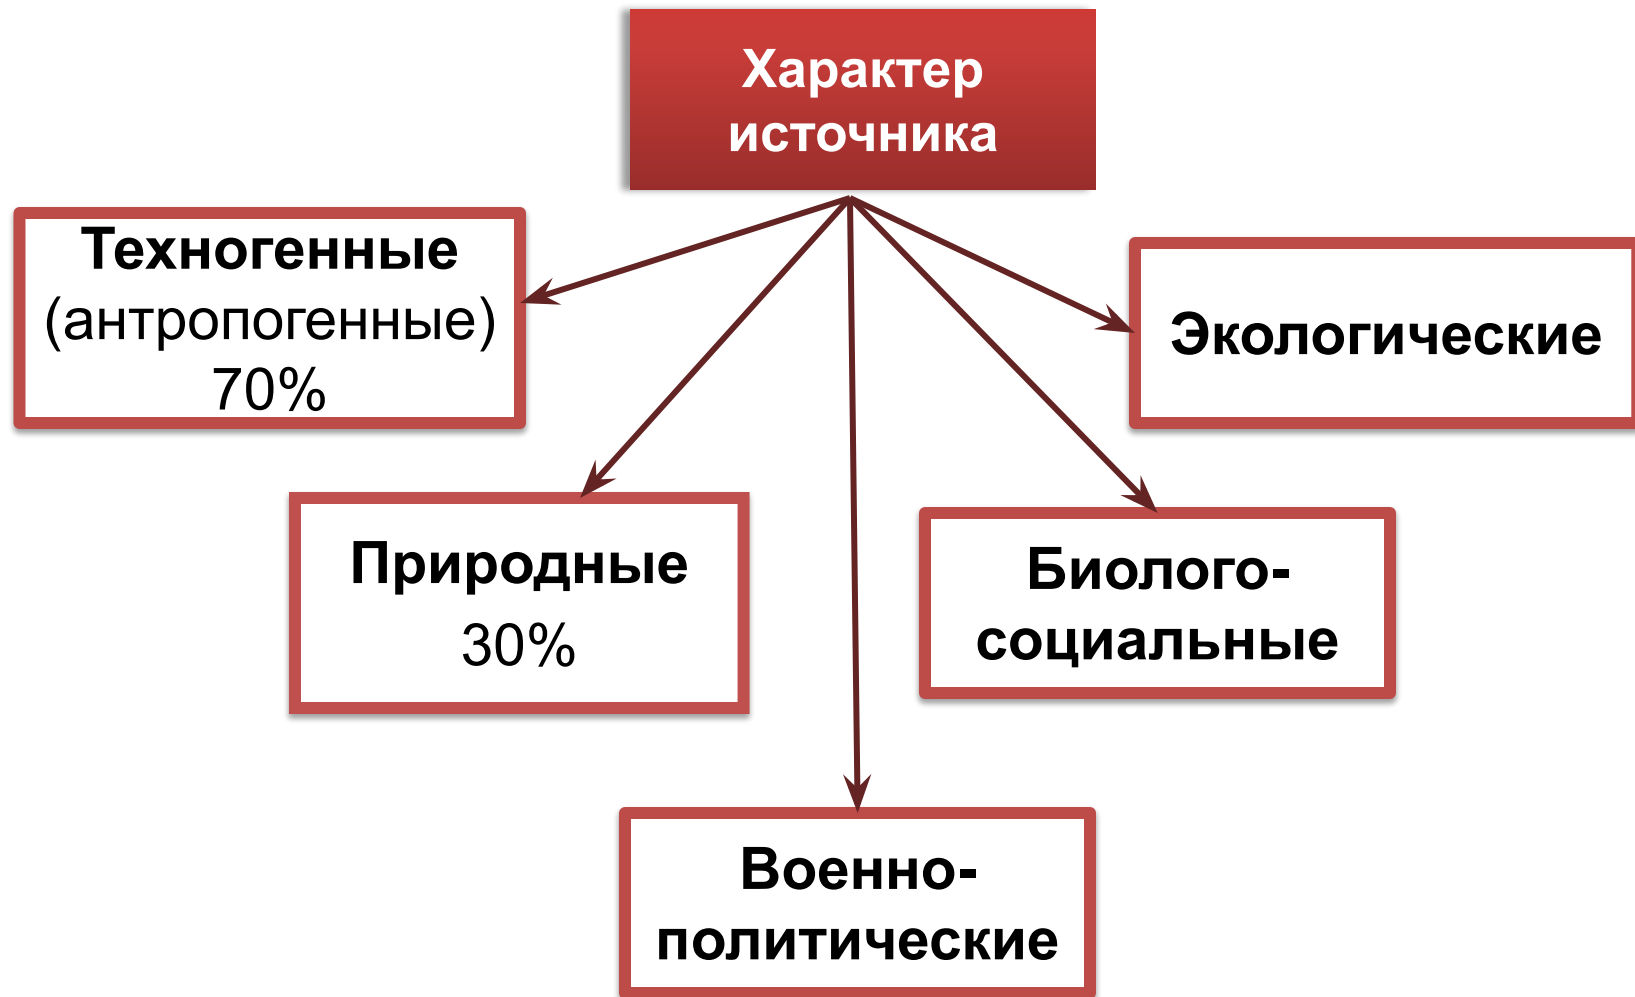 Характер
источника
Техногенные
(антропогенные)
70%
Экологические
Природные
30%
Биолого-
социальные
Военно-
политические